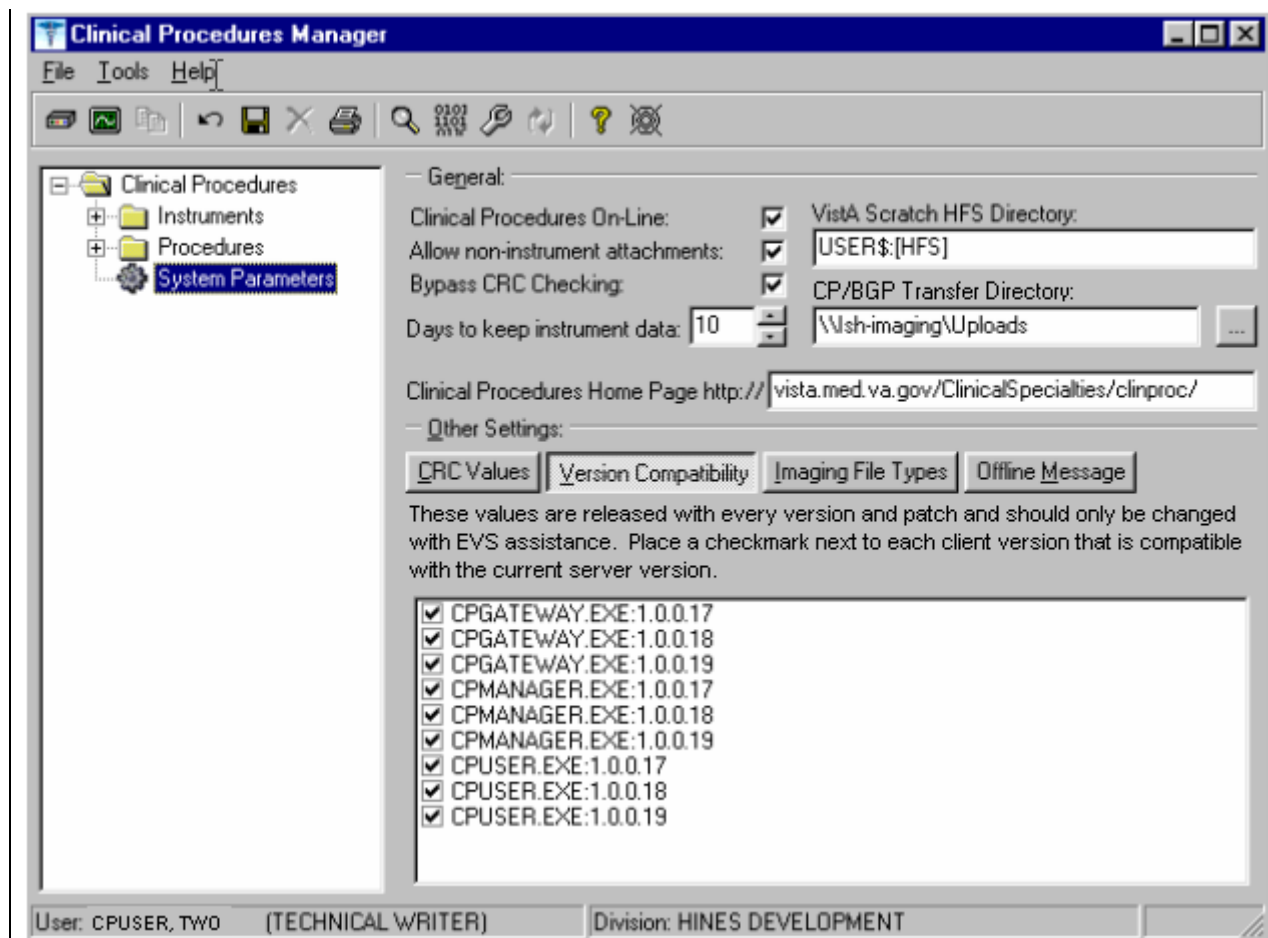 Clinical Procedures Manager
File Tools Help
Clinical Procedures
Instruments
Procedures
System Parameters
General:
Clinical Procedures On-Line:
Allow non-instrument attachments:
Bypass CRC Checking:
Days to keep instrument data: 10
VistA Scratch HFS Directory:
USER$:[HFS]
CP/BGP Transfer Directory:
\\Ish-imaging\Uploads
...
Clinical Procedures Home Page http:// vista.med.va.gov/ClinicalSpecialties/clinproc/
Other Settings:
CRC Values Version Compatibility Imaging File Types Offline Message
These values are released with every version and patch and should only be changed
with EVS assistance. Place a checkmark next to each client version that is compatible
with the current server version.
CPGATEWAY.EXE:1.0.0.17
CPGATEWAY.EXE:1.0.0.18
CPGATEWAY.EXE:1.0.0.19
CPMANAGER.EXE:1.0.0.17
CPMANAGER.EXE:1.0.0.18
CPMANAGER.EXE:1.0.0.19
CPUSER.EXE:1.0.0.17
CPUSER.EXE:1.0.0.18
CPUSER.EXE:1.0.0.19
User: CPUSER, TWO (TECHNICAL WRITER) Division: HINES DEVELOPMENT